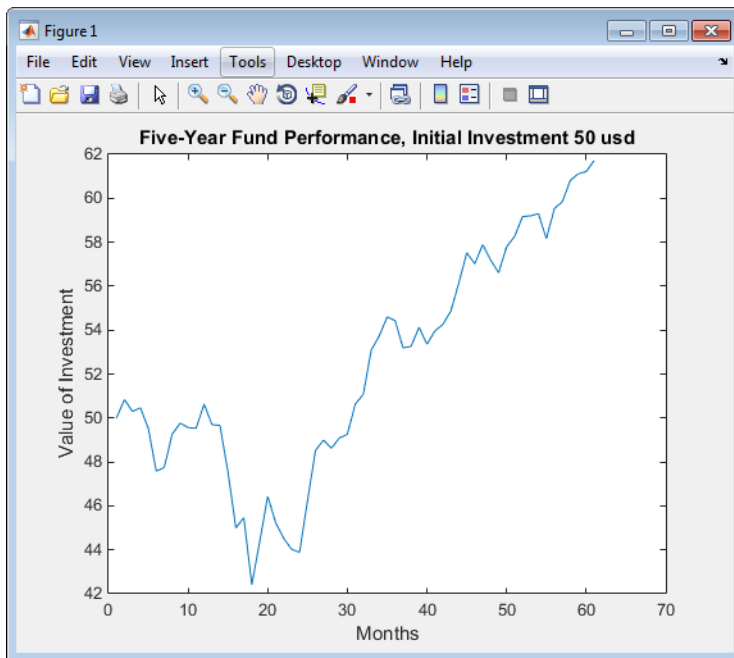 Figure 1
File Edit View Insert Tools Desktop Window Help
Five-Year Fund Performance, Initial Investment 50 usd
62
60
58
56
54
52
50
48
46
44
42
Value of Investment
0 10 20 30 40 50 60 70
Months